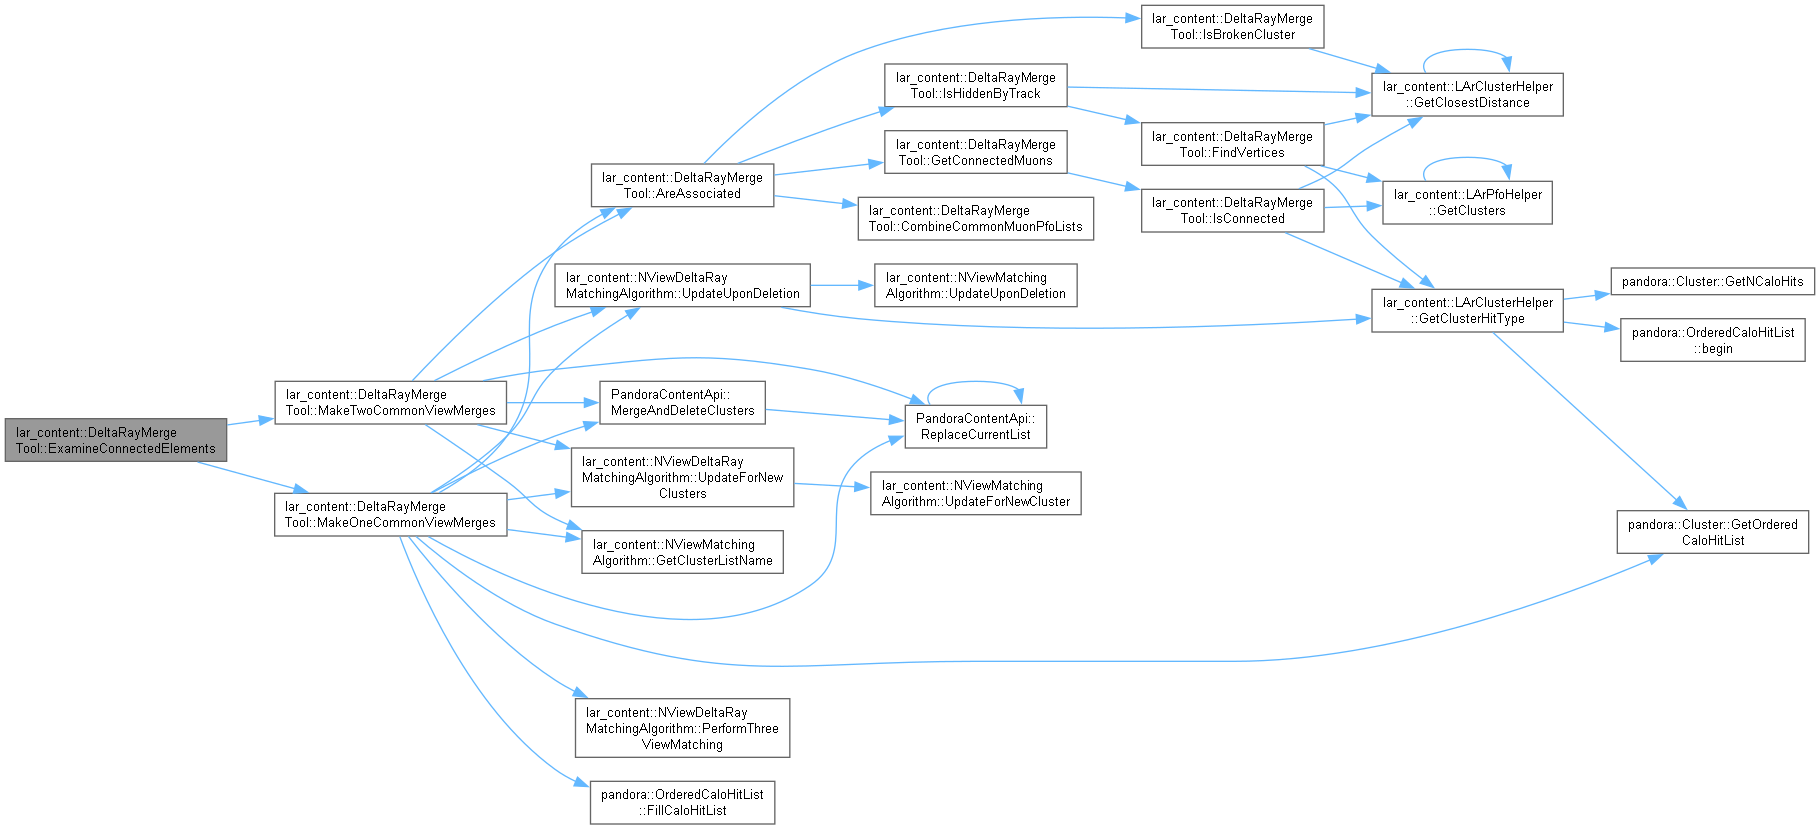 lar_content::DeltaRayMerge
Tool::ExamineConnectedElements
lar_content::DeltaRayMerge
Tool::MakeTwoCommonViewMerges
lar_content::DeltaRayMerge
Tool::MakeOneCommonViewMerges
lar_content::DeltaRayMerge
Tool::AreAssociated
lar_content::NViewDeltaRay
MatchingAlgorithm::UpdateUponDeletion
PandoraContentApi::
MergeAndDeleteClusters
lar_content::NViewDeltaRay
MatchingAlgorithm::UpdateForNew
Clusters
lar_content::NViewMatching
Algorithm::GetClusterListName
lar_content::NViewDeltaRay
MatchingAlgorithm::PerformThree
ViewMatching
pandora::OrderedCaloHitList
::FillCaloHitList
lar_content::DeltaRayMerge
Tool::IsHiddenByTrack
lar_content::DeltaRayMerge
Tool::GetConnectedMuons
lar_content::DeltaRayMerge
Tool::CombineCommonMuonPfoLists
lar_content::NViewMatching
Algorithm::UpdateUponDeletion
PandoraContentApi::
ReplaceCurrentList
lar_content::NViewMatching
Algorithm::UpdateForNewCluster
lar_content::DeltaRayMerge
Tool::IsBrokenCluster
lar_content::DeltaRayMerge
Tool::FindVertices
lar_content::DeltaRayMerge
Tool::IsConnected
lar_content::LArClusterHelper
::GetClosestDistance
lar_content::LArPfoHelper
::GetClusters
lar_content::LArClusterHelper
::GetClusterHitType
pandora::Cluster::GetNCaloHits
pandora::OrderedCaloHitList
::begin
pandora::Cluster::GetOrdered
CaloHitList